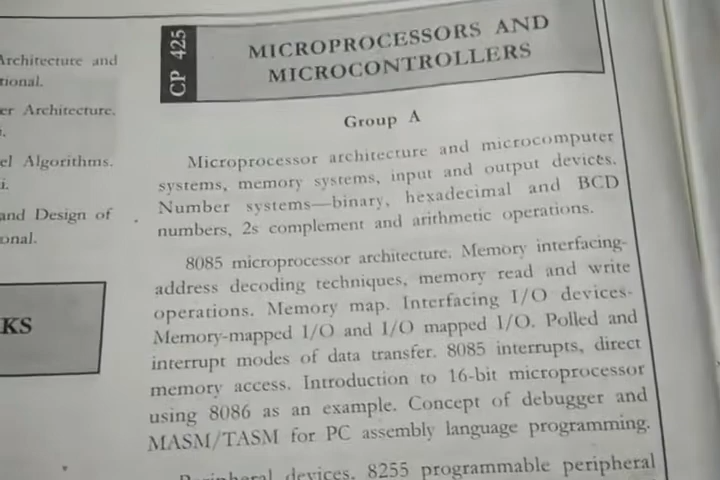 Architecture and
er Architecture.
el Algorithms.
and Design of
KS
CP 425
MICROPROCESSORS AND
MICROCONTROLLERS
Group A
Microprocessor architecture and microcomputer
systems, memory systems, input and output devices.
Number systems—binary, hexadecimal and BCD
numbers, 2s complement and arithmetic operations.
8085 microprocessor architecture. Memory interfacing-
address decoding techniques, memory read and write
operations. Memory map. Interfacing I/O devices-
Memory-mapped I/O and I/O mapped I/O. Polled and
interrupt modes of data transfer. 8085 interrupts, direct
memory access. Introduction to 16-bit microprocessor
using 8086 as an example. Concept of debugger and
MASM/TASM for PC assembly language programming.
Peripheral devices. 8255 programmable peripheral